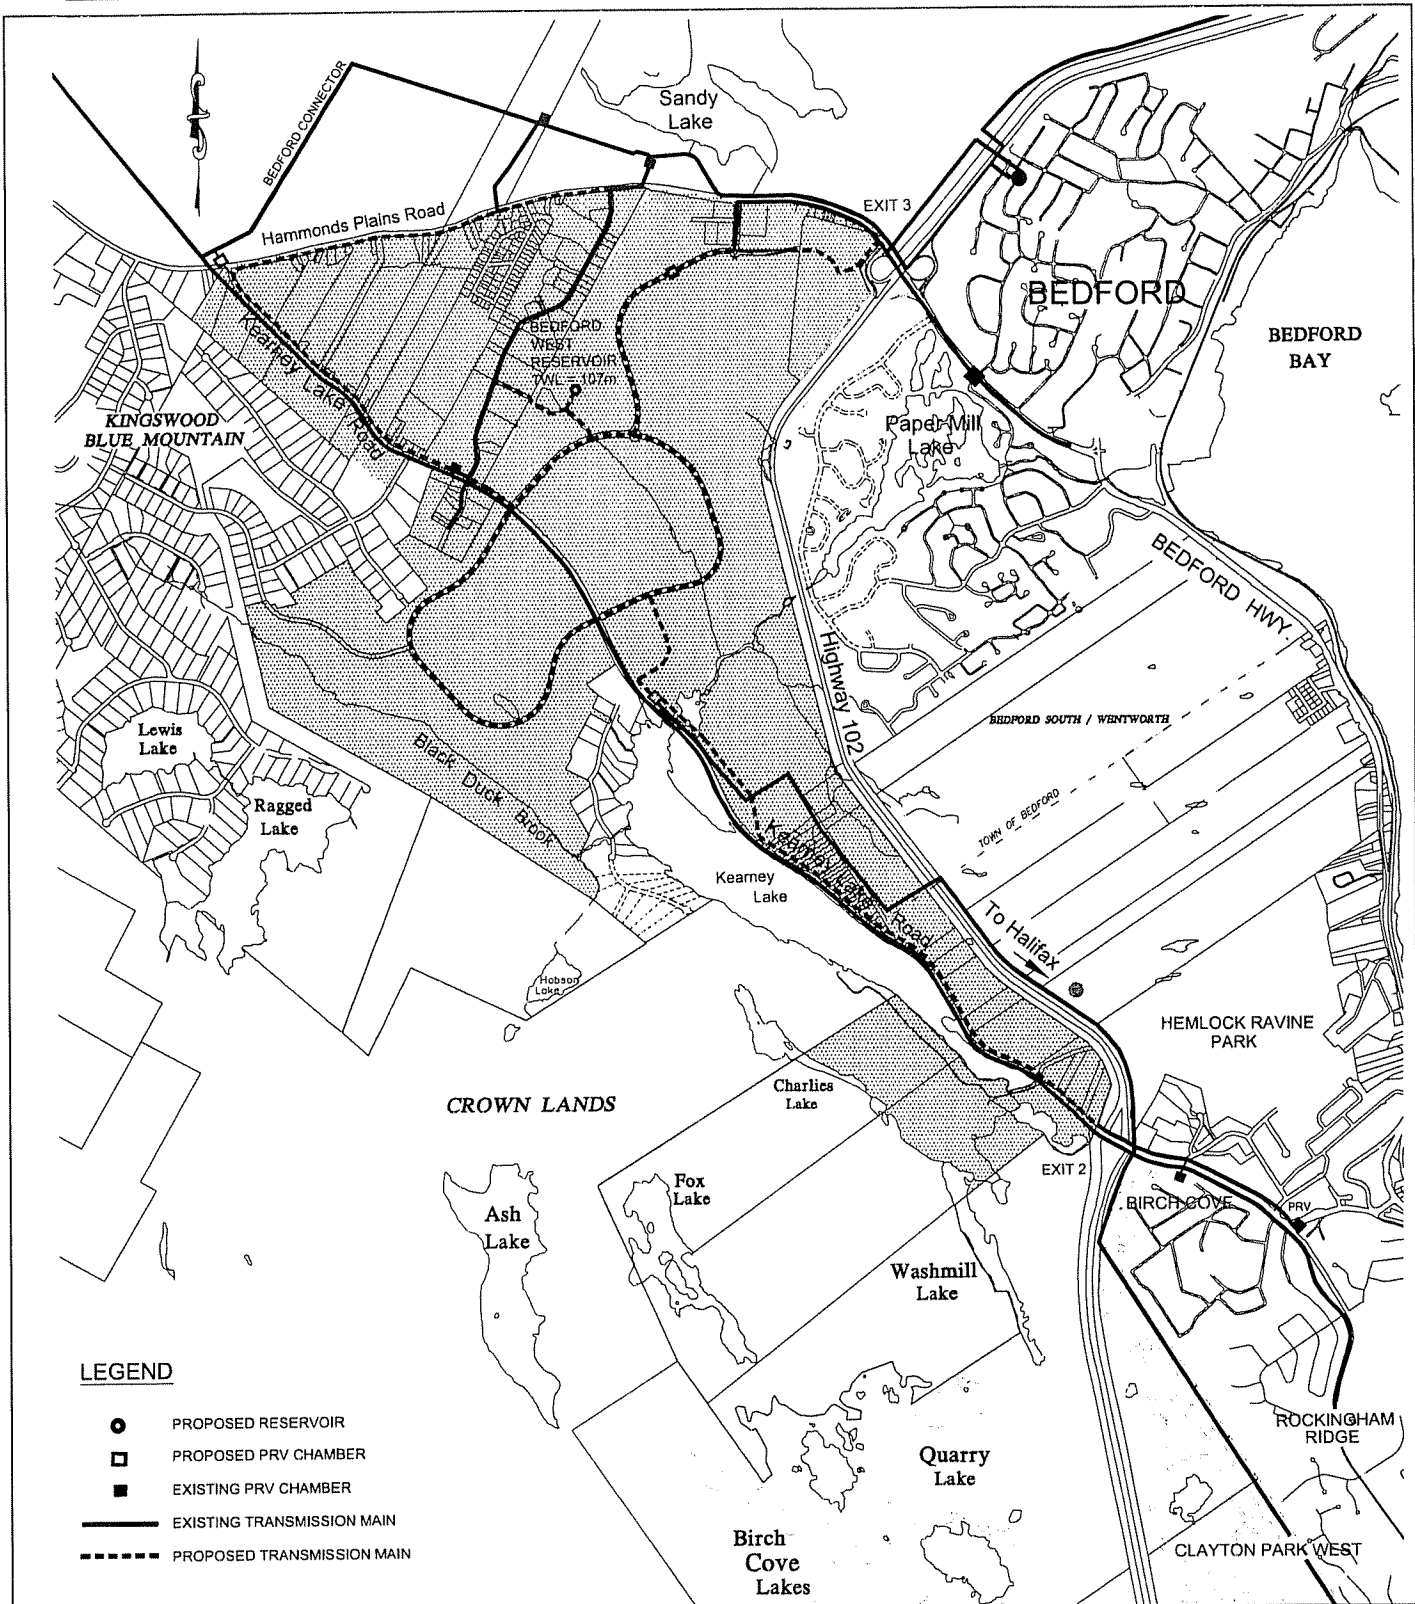 Sandy
Lake
BEDFORD CONNECTOR
Hammonds Plains Road
EXIT 3
BEDFORD
BEDFORD
BAY
Kearney Lake Road
BEDFORD
WEST
RESERVOIR
TWL = 107m
KINGSWOOD
BLUE MOUNTAIN
Paper Mill
Lake
BEDFORD HWY
Highway 102
BEDFORD SOUTH / WENTWORTH
TOWN OF BEDFORD
Lewis
Lake
Ragged
Lake
Black Duck Brook
Kearney
Lake
Kearney Lake Road
To Halifax
Hobson
Lake
HEMLOCK RAVINE
PARK
CROWN LANDS
Charlies
Lake
Fox
Lake
Ash
Lake
EXIT 2
BIRCH COVE
PRV
Washmill
Lake
ROCKINGHAM
RIDGE
Quarry
Lake
Birch
Cove
Lakes
CLAYTON PARK WEST
LEGEND
PROPOSED RESERVOIR
PROPOSED PRV CHAMBER
EXISTING PRV CHAMBER
EXISTING TRANSMISSION MAIN
PROPOSED TRANSMISSION MAIN